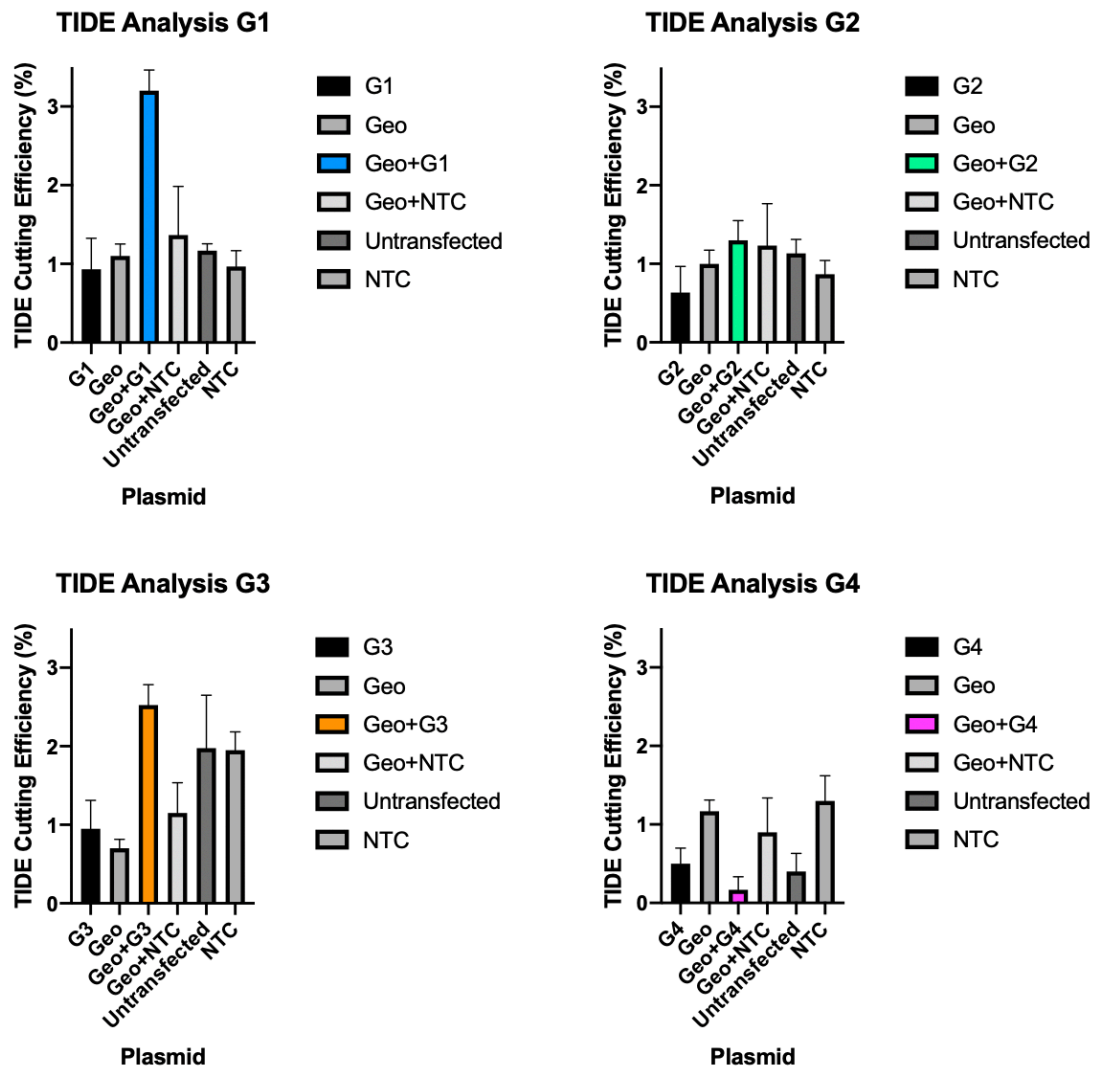 TIDE Analysis G1
TIDE Cutting Efficiency (%)
3
2
1
0
G1
Geo
Geo+G1
Geo+NTC
Untransfected
NTC
Plasmid
G1
Geo
Geo+G1
Geo+NTC
Untransfected
NTC
TIDE Analysis G2
TIDE Cutting Efficiency (%)
3
2
1
0
G2
Geo
Geo+G2
Geo+NTC
Untransfected
NTC
Plasmid
G2
Geo
Geo+G2
Geo+NTC
Untransfected
NTC
TIDE Analysis G3
TIDE Cutting Efficiency (%)
3
2
1
0
G3
Geo
Geo+G3
Geo+NTC
Untransfected
NTC
Plasmid
G3
Geo
Geo+G3
Geo+NTC
Untransfected
NTC
TIDE Analysis G4
TIDE Cutting Efficiency (%)
3
2
1
0
G4
Geo
Geo+G4
Geo+NTC
Untransfected
NTC
Plasmid
G4
Geo
Geo+G4
Geo+NTC
Untransfected
NTC